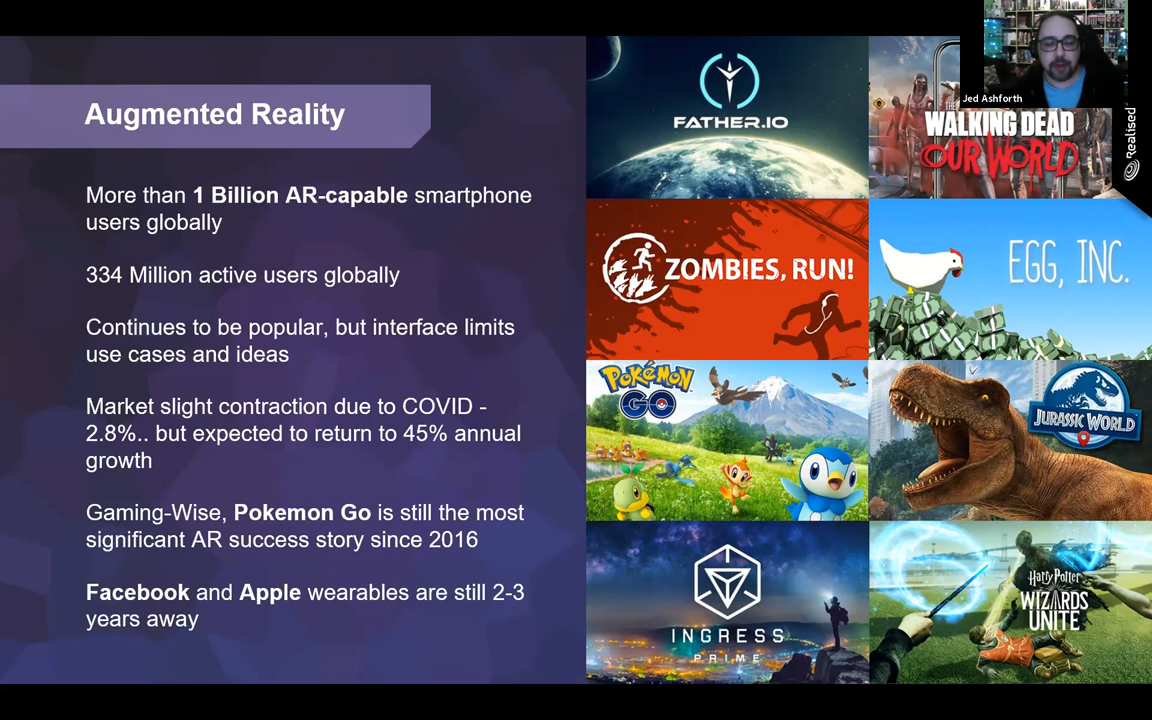 Augmented Reality
More than 1 Billion AR-capable smartphone
users globally
334 Million active users globally
Continues to be popular, but interface limits
use cases and ideas
Market slight contraction due to COVID -
2.8%.. but expected to return to 45% annual
growth
Gaming-Wise, Pokemon Go is still the most
significant AR success story since 2016
Facebook and Apple wearables are still 2-3
years away
FATHER.IO
THE
WALKING DEAD
OUR WORLD
Jed Ashforth
Realised
ZOMBIES, RUN!
EGG, INC.
POKÉMON
GO
JURASSIC WORLD
INGRESS
PRIME
Harry Potter
WIZARDS
UNITE